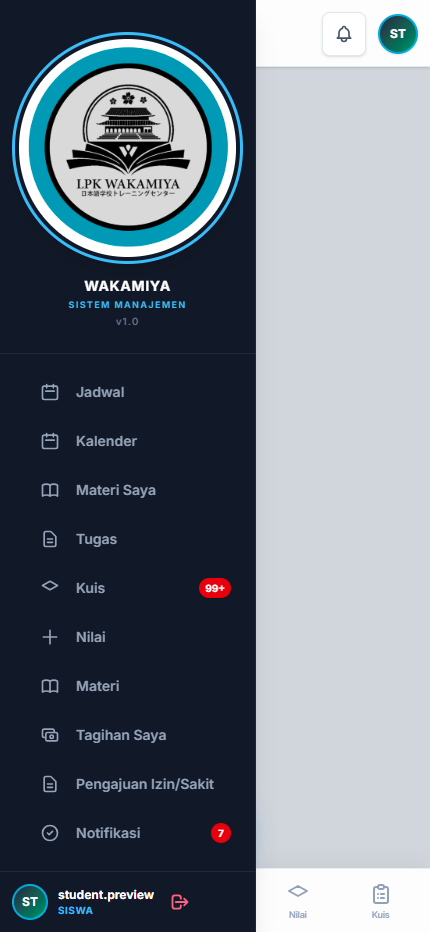 ST
LPK WAKAMIYA
日本語学校トレーニングセンター
WAKAMIYA
SISTEM MANAJEMEN
v1.0
Jadwal
Kalender
Materi Saya
Tugas
Kuis 99+
Nilai
Materi
Tagihan Saya
Pengajuan Izin/Sakit
Notifikasi 7
ST student.preview
SISWA
Nilai Kuis